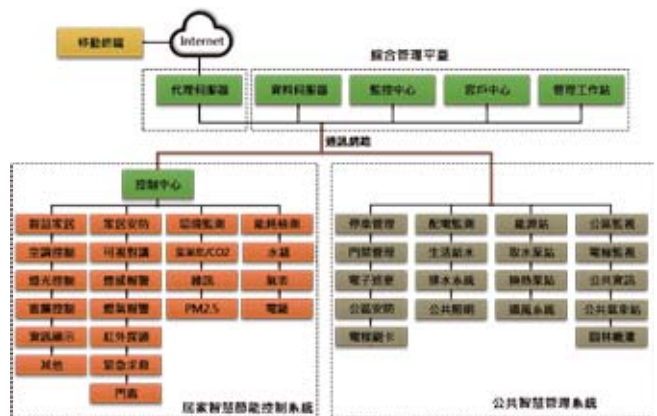 移動終端
Internet
綜合管理平臺
代理伺服器
資料伺服器
監控中心
客戶中心
管理工作站
通訊網路
控制中心
智慧家居
家居安防
環境監測
能耗檢測
空調控制
可視對講
溫濕度/CO2
水錶
燈光控制
煙感報警
氣表
窗簾控制
燃氣報警
PM2.5
電錶
資訊顯示
紅外探頭
其他
緊急求救
門磁
居家智慧節能控制系統
停車管理
配電監測
能源站
公區監視
門禁管理
生活給水
取水泵站
電梯監視
電子巡更
排水系統
換熱泵站
公共資訊
公區安防
公共照明
通風系統
公共氣象站
電梯刷卡
園林噴灌
公共智慧管理系統